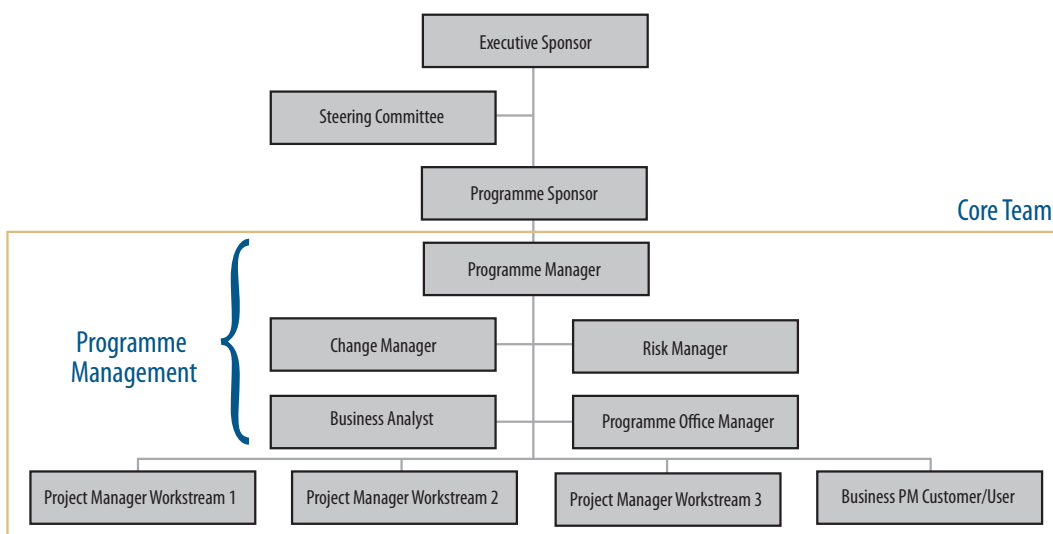 Executive Sponsor
Steering Committee
Programme Sponsor
Core Team
Programme Manager
Programme
Management
Change Manager
Risk Manager
Business Analyst
Programme Office Manager
Project Manager Workstream 1
Project Manager Workstream 2
Project Manager Workstream 3
Business PM Customer/User